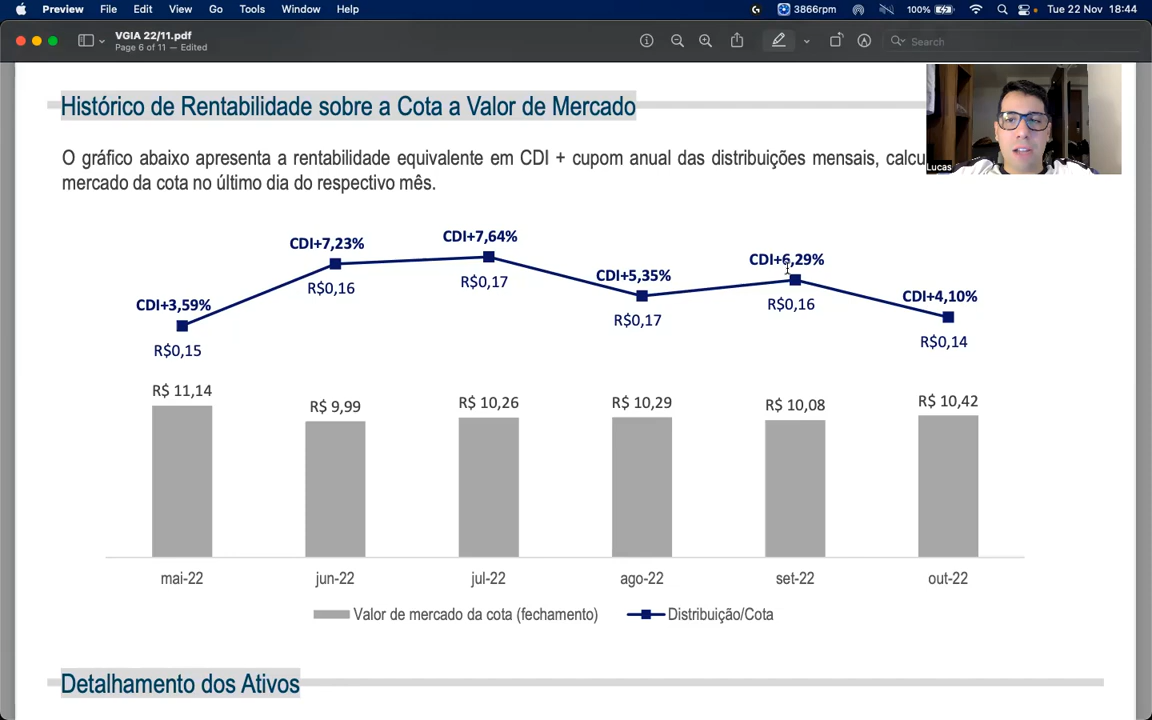 Preview File Edit View Go Tools Window Help 3866rpm 100% Tue 22 Nov 18:44
VGIA 22/11.pdf
Page 6 of 11 — Edited
Search
Histórico de Rentabilidade sobre a Cota a Valor de Mercado
Lucas
O gráfico abaixo apresenta a rentabilidade equivalente em CDI + cupom anual das distribuições mensais, calcu
mercado da cota no último dia do respectivo mês.
CDI+3,59% CDI+7,23% CDI+7,64% CDI+5,35% CDI+6,29% CDI+4,10%
R$0,15 R$0,16 R$0,17 R$0,17 R$0,16 R$0,14
R$ 11,14 R$ 9,99 R$ 10,26 R$ 10,29 R$ 10,08 R$ 10,42
mai-22 jun-22 jul-22 ago-22 set-22 out-22
Valor de mercado da cota (fechamento) Distribuição/Cota
Detalhamento dos Ativos